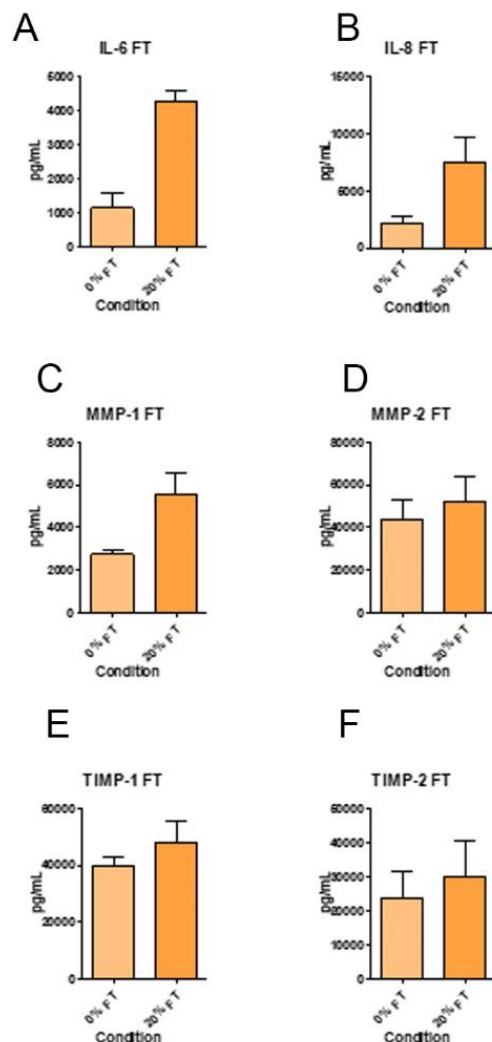 A
IL-6 FT
5000
4000
3000
2000
1000
0
pg/mL
0% FT
20% FT
Condition
B
IL-8 FT
15000
10000
5000
0
pg/mL
0% FT
20% FT
Condition
C
MMP-1 FT
8000
6000
4000
2000
0
pg/mL
0% FT
20% FT
Condition
D
MMP-2 FT
80000
60000
40000
20000
0
pg/mL
0% FT
20% FT
Condition
E
TIMP-1 FT
60000
40000
20000
0
pg/mL
0% FT
20% FT
Condition
F
TIMP-2 FT
50000
40000
30000
20000
10000
0
pg/mL
0% FT
20% FT
Condition